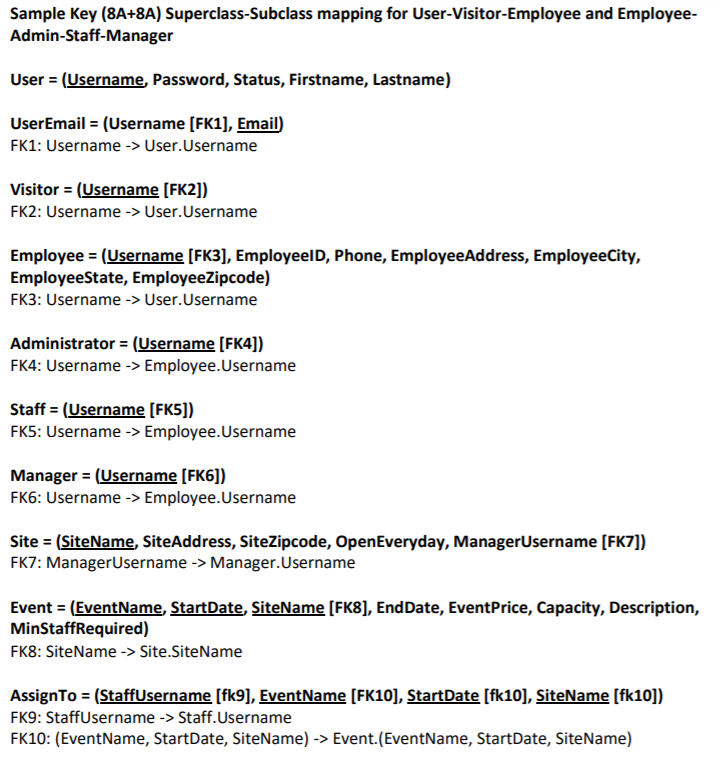 Sample Key (8A+8A) Superclass-Subclass mapping for User-Visitor-Employee and Employee-
Admin-Staff-Manager
User = (Username, Password, Status, Firstname, Lastname)
UserEmail = (Username [FK1], Email)
FK1: Username -> User.Username
Visitor = (Username [FK2])
FK2: Username -> User.Username
Employee = (Username [FK3], EmployeeID, Phone, EmployeeAddress, EmployeeCity,
EmployeeState, EmployeeZipcode)
FK3: Username -> User.Username
Administrator = (Username [FK4])
FK4: Username -> Employee.Username
Staff = (Username [FK5])
FK5: Username -> Employee.Username
Manager = (Username [FK6])
FK6: Username -> Employee.Username
Site = (SiteName, SiteAddress, SiteZipcode, OpenEveryday, ManagerUsername [FK7])
FK7: ManagerUsername -> Manager.Username
Event = (EventName, StartDate, SiteName [FK8], EndDate, EventPrice, Capacity, Description,
MinStaffRequired)
FK8: SiteName -> Site.SiteName
AssignTo = (StaffUsername [fk9], EventName [FK10], StartDate [fk10], SiteName [fk10])
FK9: StaffUsername -> Staff.Username
FK10: (EventName, StartDate, SiteName) -> Event.(EventName, StartDate, SiteName)